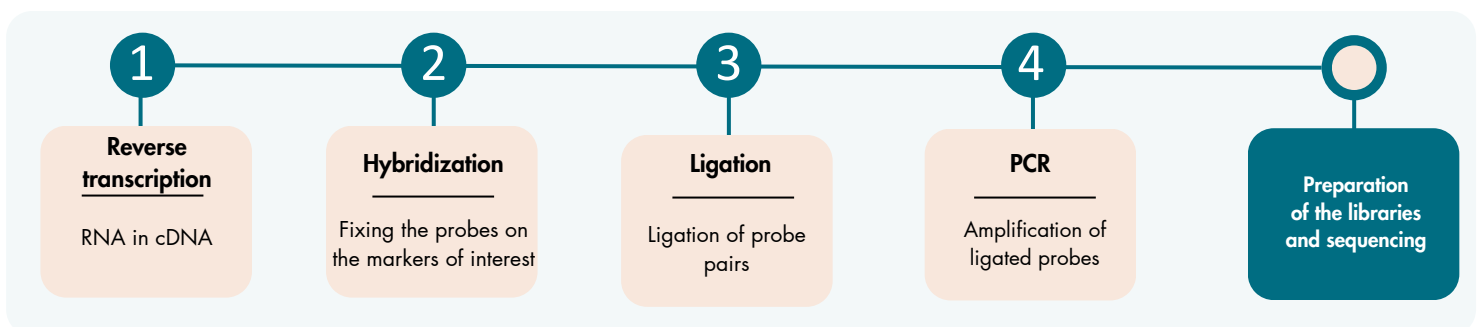 1
Reverse
transcription
RNA in cDNA
2
Hybridization
Fixing the probes on
the markers of interest
3
Ligation
Ligation of probe
pairs
4
PCR
Amplification of
ligated probes
Preparation
of the libraries
and sequencing